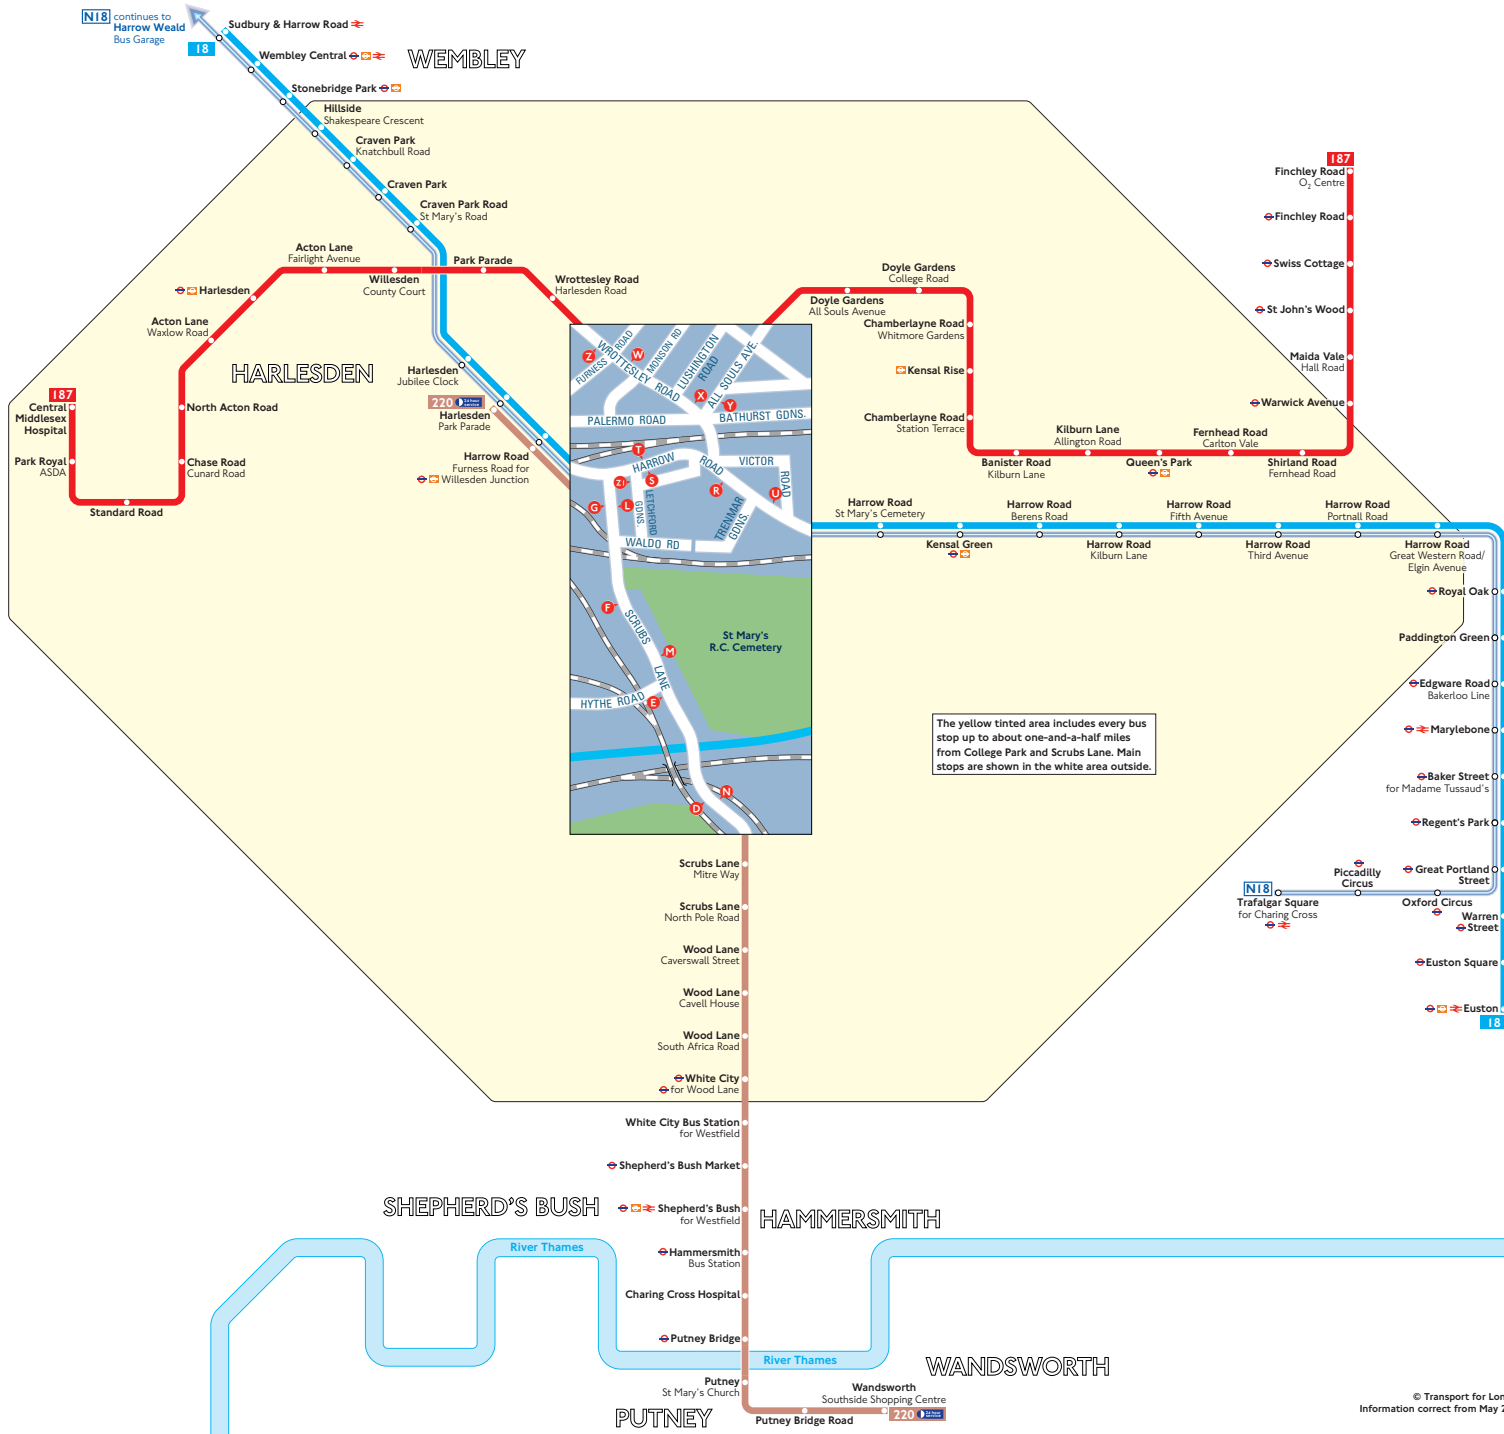 N18 continues to
Harrow Weald
Bus Garage
18
Sudbury & Harrow Road
Wembley Central
WEMBLEY
Stonebridge Park
Hillside
Shakespeare Crescent
Craven Park
Knatchbull Road
Craven Park
Craven Park Road
St Mary's Road
Acton Lane
Fairlight Avenue
Willesden
County Court
Park Parade
Wrottesley Road
Harlesden Road
Harlesden
Acton Lane
Waxlow Road
HARLESDEN
187
Central
Middlesex
Hospital
Park Royal
ASDA
Standard Road
North Acton Road
Chase Road
Cunard Road
Harlesden
Jubilee Clock
220 24 hour
service
Harlesden
Park Parade
Harrow Road
Furness Road for
Willesden Junction
187
Finchley Road
O2 Centre
Finchley Road
Swiss Cottage
St John's Wood
Maida Vale
Hall Road
Warwick Avenue
Doyle Gardens
College Road
Doyle Gardens
All Souls Avenue
Chamberlayne Road
Whitmore Gardens
Kensal Rise
Chamberlayne Road
Station Terrace
Banister Road
Kilburn Lane
Kilburn Lane
Allington Road
Queen's Park
Fernhead Road
Carlton Vale
Shirland Road
Fernhead Road
Z
FURNESS ROAD
W
WROTTESLEY ROAD
MONSON RD
LUSHINGTON
ROAD
ALL SOULS AVE.
X
Y
PALERMO ROAD
BATHURST GDNS.
T
HARROW ROAD
VICTOR
ROAD
Z1
S
R
U
G
L
LETCHFORD
GDNS.
TRENMAR
GDNS.
WALDO RD
F
SCRUBS
LANE
M
St Mary's
R.C. Cemetery
HYTHE ROAD
E
N
D
Harrow Road
St Mary's Cemetery
Kensal Green
Harrow Road
Berens Road
Harrow Road
Kilburn Lane
Harrow Road
Fifth Avenue
Harrow Road
Third Avenue
Harrow Road
Portnall Road
Harrow Road
Great Western Road/
Elgin Avenue
Royal Oak
Paddington Green
Edgware Road
Bakerloo Line
Marylebone
Baker Street
for Madame Tussaud's
Regent's Park
Great Portland
Street
N18
Trafalgar Square
for Charing Cross
Piccadilly
Circus
Oxford Circus
Warren
Street
Euston Square
Euston
18
The yellow tinted area includes every bus
stop up to about one-and-a-half miles
from College Park and Scrubs Lane. Main
stops are shown in the white area outside.
Scrubs Lane
Mitre Way
Scrubs Lane
North Pole Road
Wood Lane
Caverswall Street
Wood Lane
Cavell House
Wood Lane
South Africa Road
White City
for Wood Lane
White City Bus Station
for Westfield
Shepherd's Bush Market
SHEPHERD'S BUSH
Shepherd's Bush
for Westfield
HAMMERSMITH
River Thames
Hammersmith
Bus Station
Charing Cross Hospital
Putney Bridge
River Thames
WANDSWORTH
Putney
St Mary's Church
Wandsworth
Southside Shopping Centre
220 24 hour
service
PUTNEY
Putney Bridge Road
© Transport for Lon
Information correct from May 2